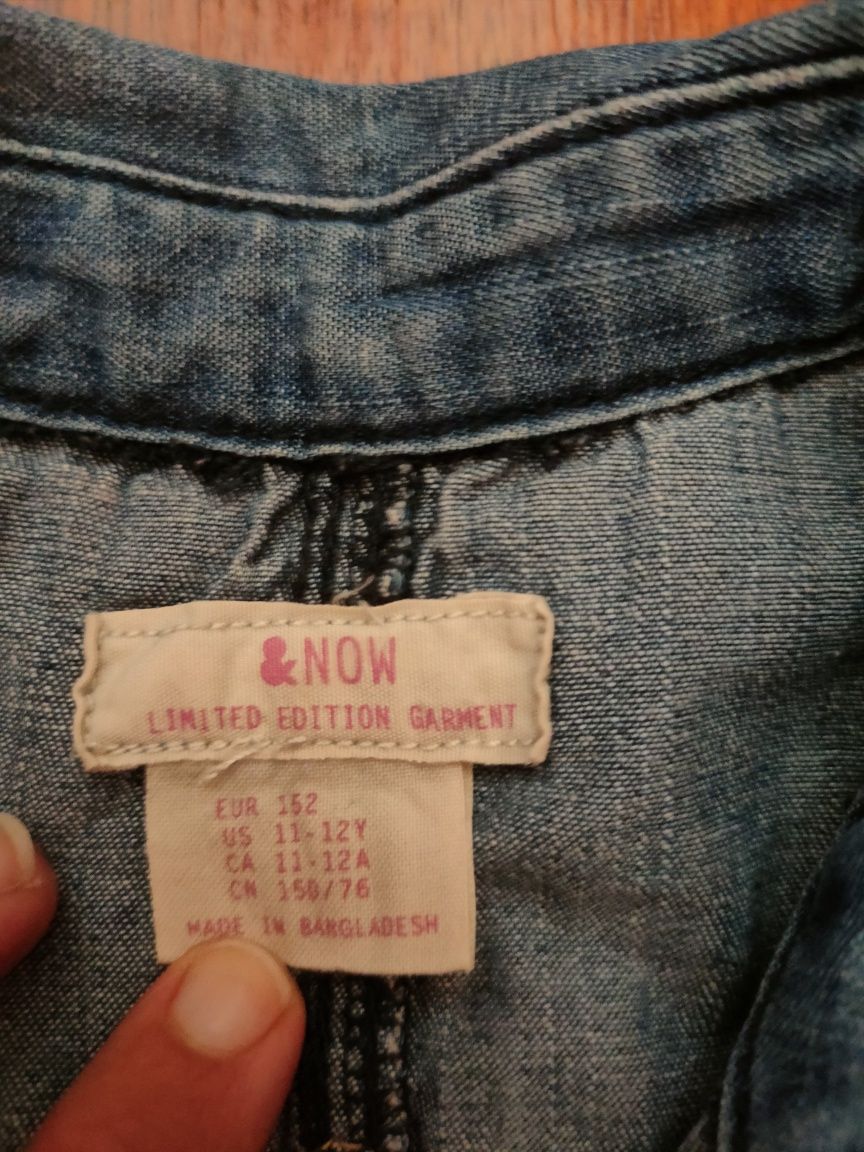 &NOW
LIMITED EDITION GARMENT
EUR 152
US 11-12Y
CA 11-12A
CN 150/76
MADE IN BANGLADESH